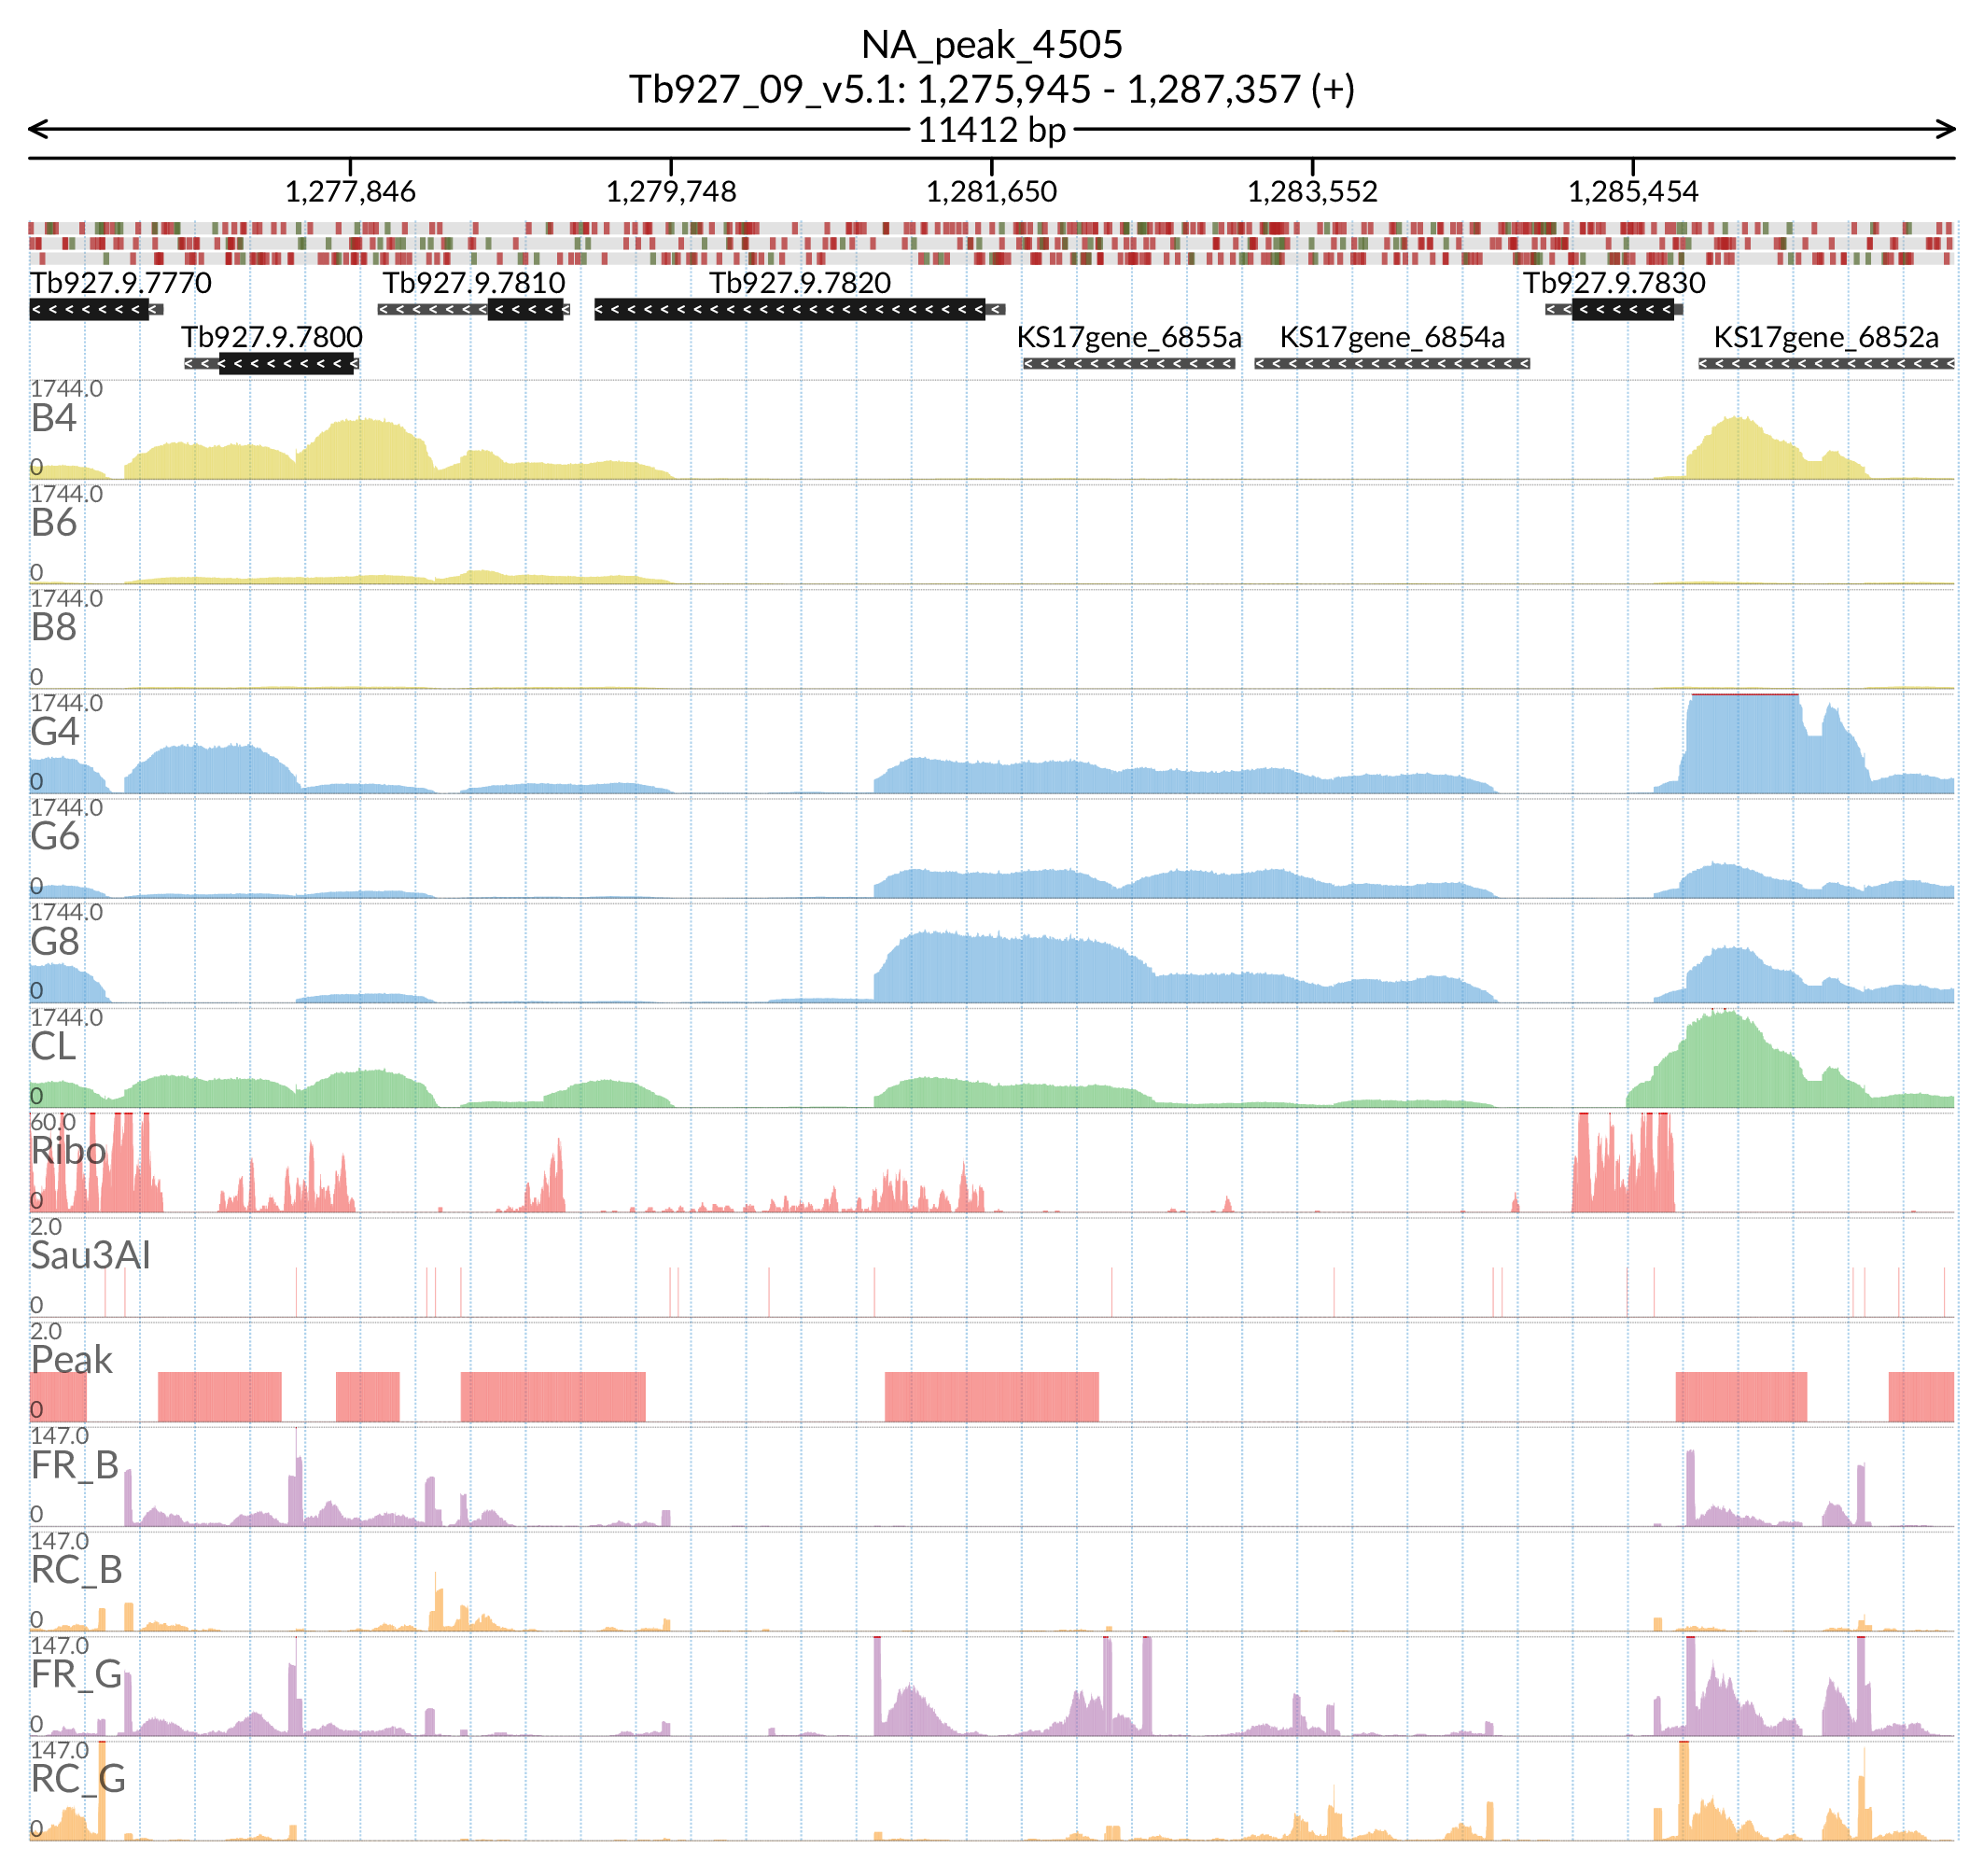 NA_peak_4505
Tb927_09_v5.1: 1,275,945 - 1,287,357 (+)
11412 bp
1,277,846 1,279,748 1,281,650 1,283,552 1,285,454
Tb927.9.7770 Tb927.9.7810 Tb927.9.7820 Tb927.9.7830
Tb927.9.7800 KS17gene_6855a KS17gene_6854a KS17gene_6852a
1744.0
B4
0
1744.0
B6
0
1744.0
B8
0
1744.0
G4
0
1744.0
G6
0
1744.0
G8
0
1744.0
CL
0
60.0
Ribo
0
2.0
Sau3AI
0
2.0
Peak
0
147.0
FR_B
0
147.0
RC_B
0
147.0
FR_G
0
147.0
RC_G
0